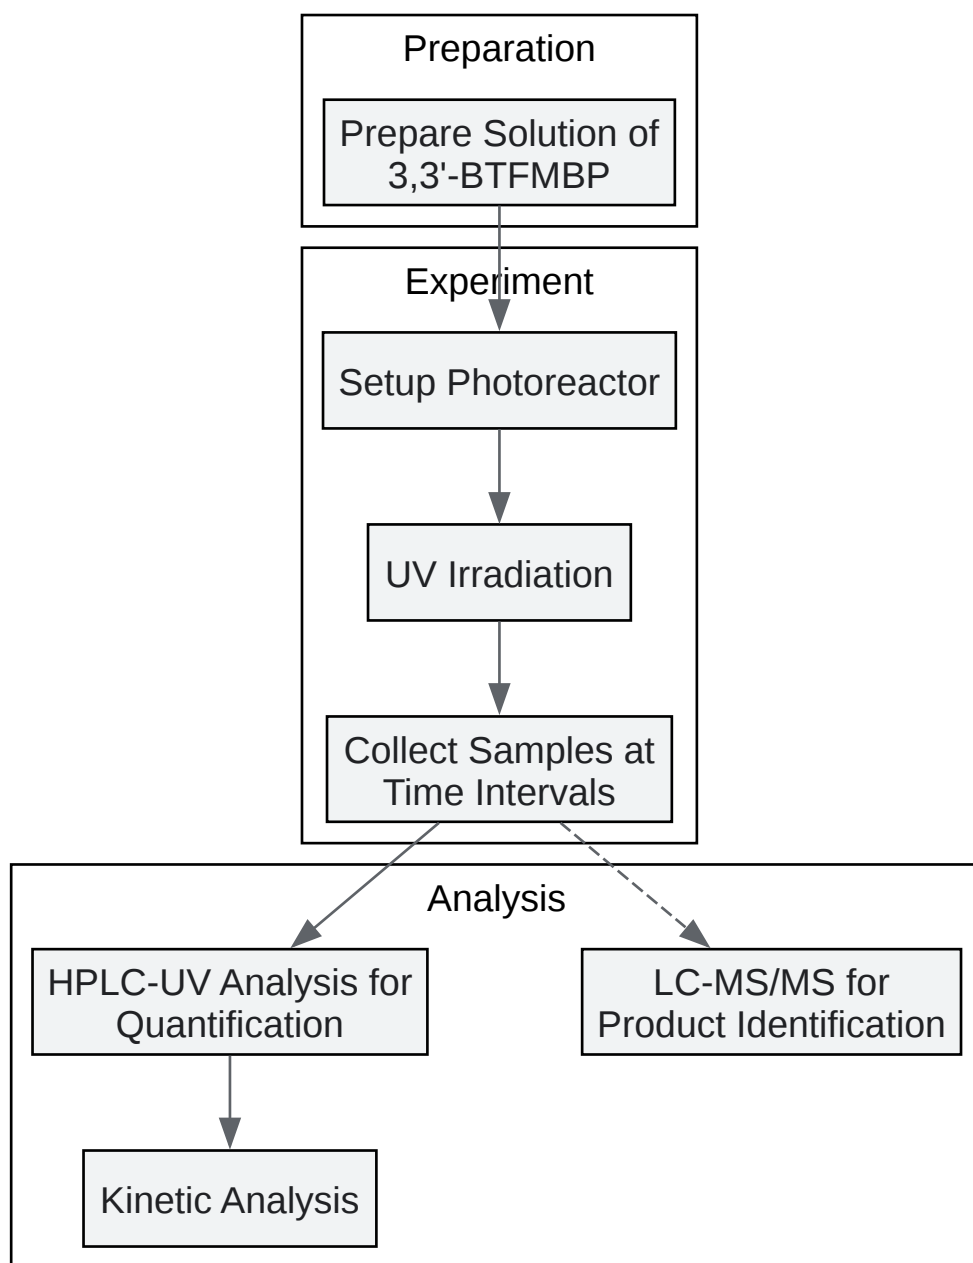 Preparation
Prepare Solution of
3,3'-BTFMBP
Experiment
Setup Photoreactor
UV Irradiation
Collect Samples at
Time Intervals
Analysis
HPLC-UV Analysis for
Quantification
LC-MS/MS for
Product Identification
Kinetic Analysis